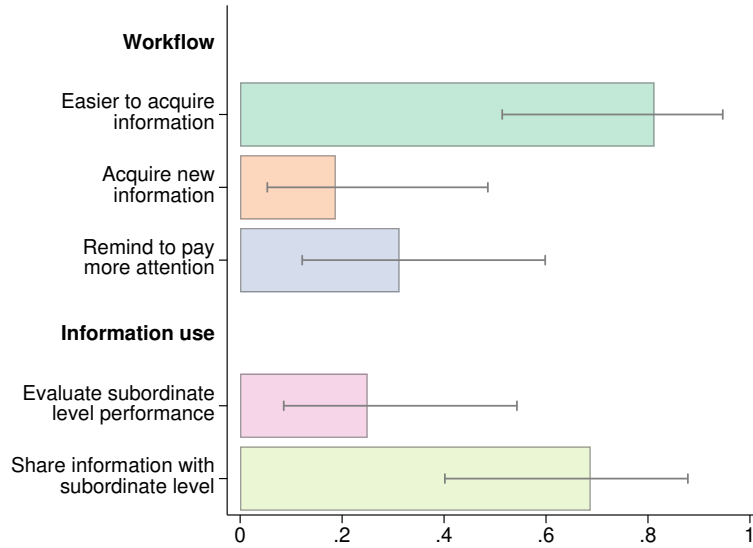 Workflow
Easier to acquire
information
Acquire new
information
Remind to pay
more attention
Information use
Evaluate subordinate
level performance
Share information with
subordinate level
0 .2 .4 .6 .8 1